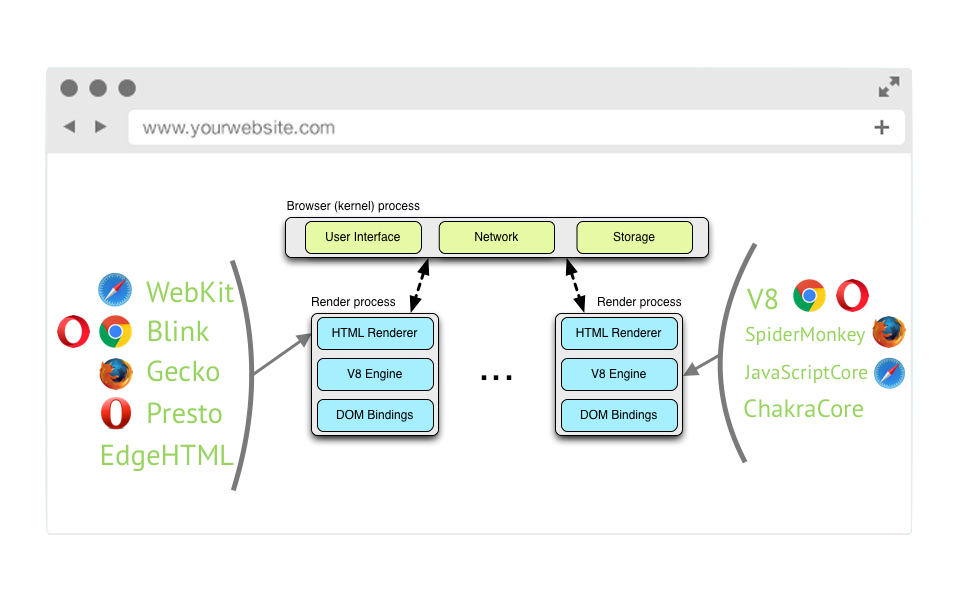 www.yourwebsite.com
Browser (kernel) process
User Interface
Network
Storage
WebKit
Blink
Gecko
Presto
EdgeHTML
Render process
HTML Renderer
V8 Engine
DOM Bindings
...
Render process
HTML Renderer
V8 Engine
DOM Bindings
V8
SpiderMonkey
JavaScriptCore
ChakraCore